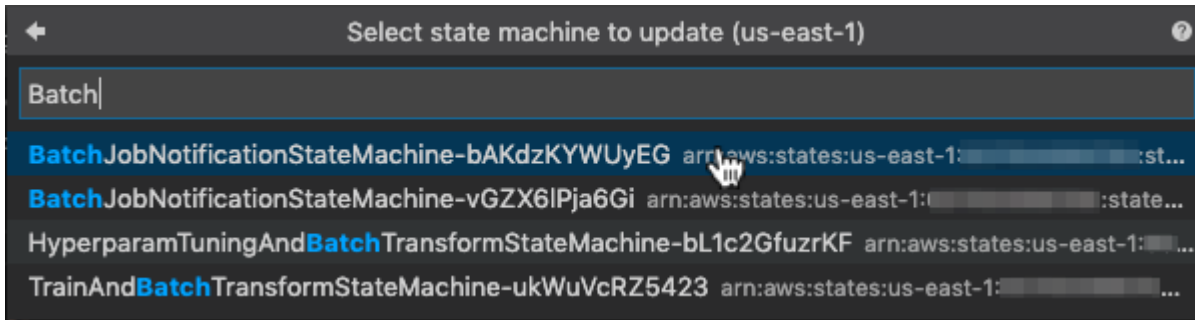 Select state machine to update (us-east-1)
Batch
BatchJobNotificationStateMachine-bAKdzKYWUyEG arn:aws:states:us-east-1: :st...
BatchJobNotificationStateMachine-vGZX6lPja6Gi arn:aws:states:us-east-1: :state...
HyperparamTuningAndBatchTransformStateMachine-bL1c2GfuzrKF arn:aws:states:us-east-1: ...
TrainAndBatchTransformStateMachine-ukWuVcRZ5423 arn:aws:states:us-east-1: ...